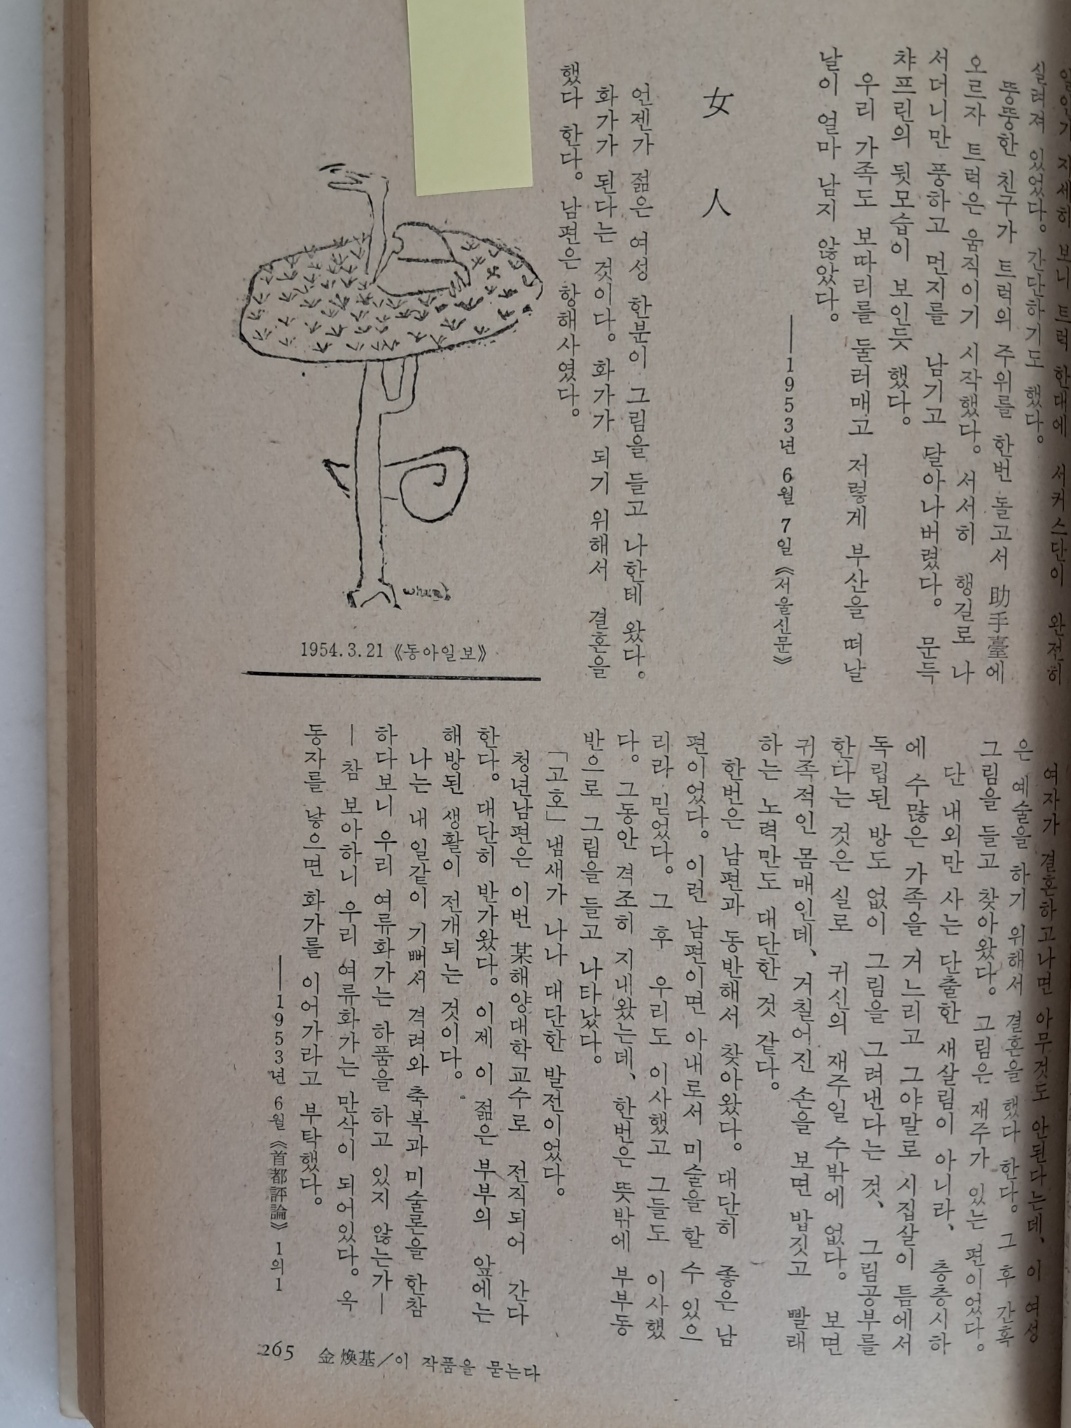 일인가 자세히 보니 트럭 한대에 서커스단이 완전히
실려져 있었다. 간단하기도 했다.
뚱뚱한 친구가 트럭의 주위를 한번 돌고서 助手臺에
오르자 트럭은 움직이기 시작했다. 서서히 행길로 나
서더니만 풍하고 먼지를 남기고 달아나버렸다. 문득
챠프린의 뒷모습이 보인듯 했다.
우리 가족도 보따리를 둘러매고 저렇게 부산을 떠날
날이 얼마 남지 않았다.
──1953년 6월 7일 《서울신문》
女人
언젠가 젊은 여성 한분이 그림을 들고 나한테 왔다.
화가가 된다는 것이다. 화가가 되기 위해서 결혼을
했다 한다. 남편은 항해사였다.
whanki
1954.3.21 《동아일보》
여자가 결혼하고나면 아무것도 안된다는데, 이 여성
은 예술을 하기 위해서 결혼을 했다 한다. 그 후 간혹
그림을 들고 찾아왔다. 그림은 재주가 있는 편이었다.
단 내외만 사는 단출한 새살림이 아니라, 층층시하
에 수많은 가족을 거느리고 그야말로 시집살이 틈에서
독립된 방도 없이 그림을 그려낸다는 것, 그림공부를
한다는 것은 실로 귀신의 재주일 수밖에 없다. 보면
귀족적인 몸매인데, 거칠어진 손을 보면 밥짓고 빨래
하는 노력만도 대단한 것 같다.
한번은 남편과 동반해서 찾아왔다. 대단히 좋은 남
편이었다. 이런 남편이면 아내로서 미술을 할 수 있으
리라 믿었다. 그 후 우리도 이사했고 그들도 이사했
다. 그동안 격조히 지내왔는데, 한번은 뜻밖에 부부동
반으로 그림을 들고 나타났다.
「고호」 냄새가 나나 대단한 발전이었다.
청년남편은 이번 某해양대학교수로 전직되어 간다
한다. 대단히 반가왔다. 이제 이 젊은 부부의 앞에는
해방된 생활이 전개되는 것이다.
나는 내 일같이 기뻐서 격려와 축복과 미술론을 한참
하다보니 우리 여류화가는 하품을 하고 있지 않는가─
─참 보아하니 우리 여류화가는 만삭이 되어있다. 옥
동자를 낳으면 화가를 이어가라고 부탁했다.
──1953년 6월 《首都評論》 1의1
265 金煥基／이 작품을 묻는다